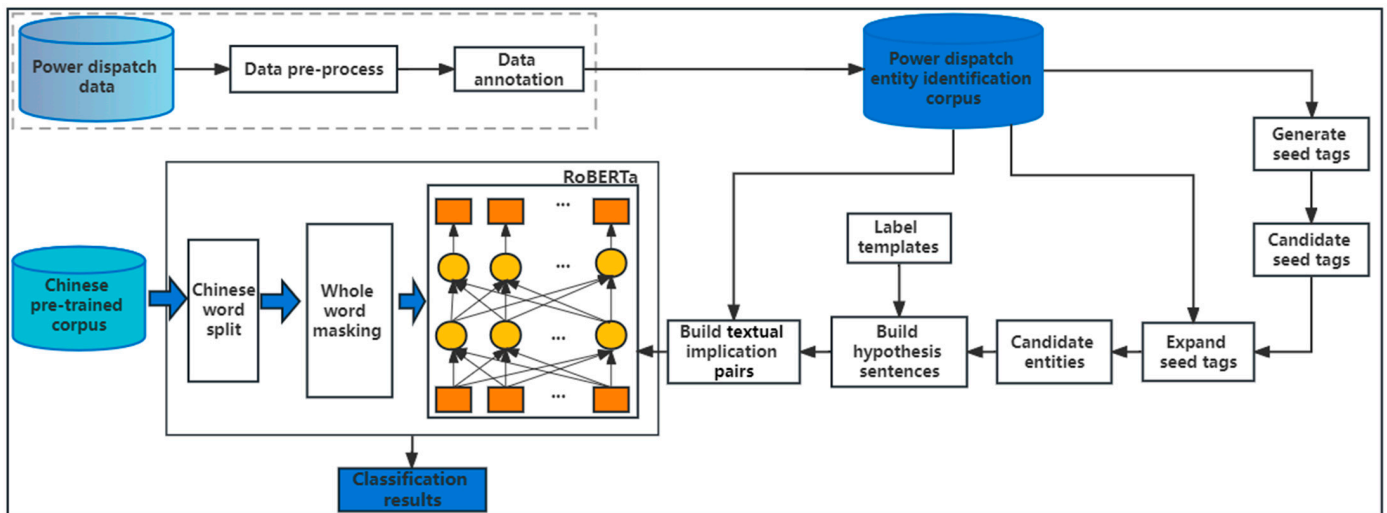 Power dispatch
data
Data pre-process
Data
annotation
Power dispatch
entity identification
corpus
Generate
seed tags
RoBERTa
...
Label
templates
Candidate
seed tags
Chinese
pre-trained
corpus
Chinese
word
split
Whole
word
masking
...
...
Build textual
implication
pairs
Build
hypothesis
sentences
Candidate
entities
Expand
seed tags
...
Classification
results